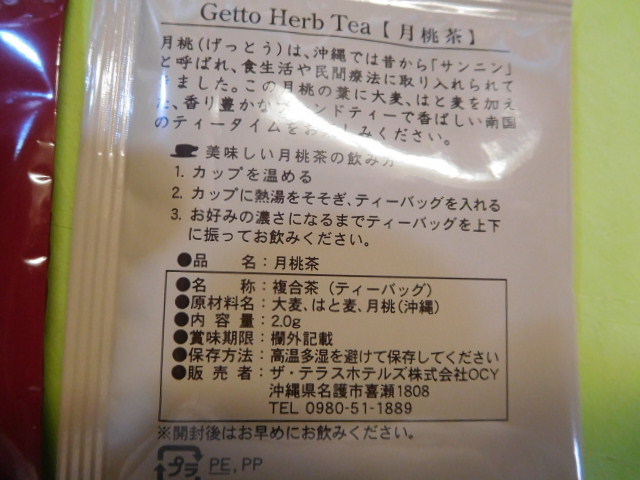 Getto Herb Tea【月桃茶】
月桃(げっとう)は、沖縄では昔から「サンニン」
と呼ばれ、食生活や民間療法に取り入れられて
きました。この月桃の葉に大麦、はと麦を加え
た、香り豊かなブレンドティーで香ばしい南国
のティータイムをお楽しみください。
美味しい月桃茶の飲み方
1. カップを温める
2. カップに熱湯をそそぎ、ティーバッグを入れる
3. お好みの濃さになるまでティーバッグを上下
に振ってお飲みください。
●品 名：月桃茶
●名 称：複合茶（ティーバッグ）
●原材料名：大麦、はと麦、月桃(沖縄)
●内 容 量：2.0g
●賞味期限：欄外記載
●保存方法：高温多湿を避けて保存してください
●販 売 者：ザ・テラスホテルズ株式会社OCY
沖縄県名護市喜瀬1808
TEL 0980-51-1889
※開封後はお早めにお飲みください。
プラ PE, PP